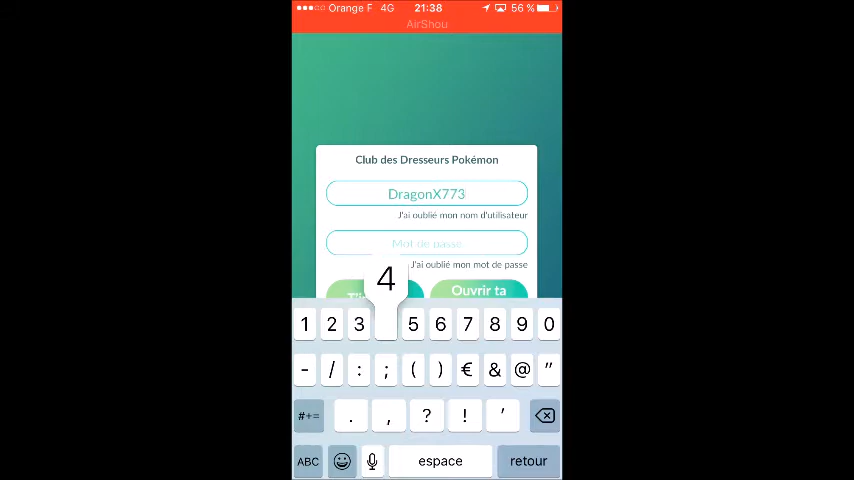 Orange F 4G 21:38 56 %
AirShou
Club des Dresseurs Pokémon
DragonX773
J'ai oublié mon nom d'utilisateur
Mot de passe
J'ai oublié mon mot de passe
Ouvrir ta
4
1 2 3 5 6 7 8 9 0
- / : ; ( ) € & @ "
#+= . , ? ! '
ABC espace retour